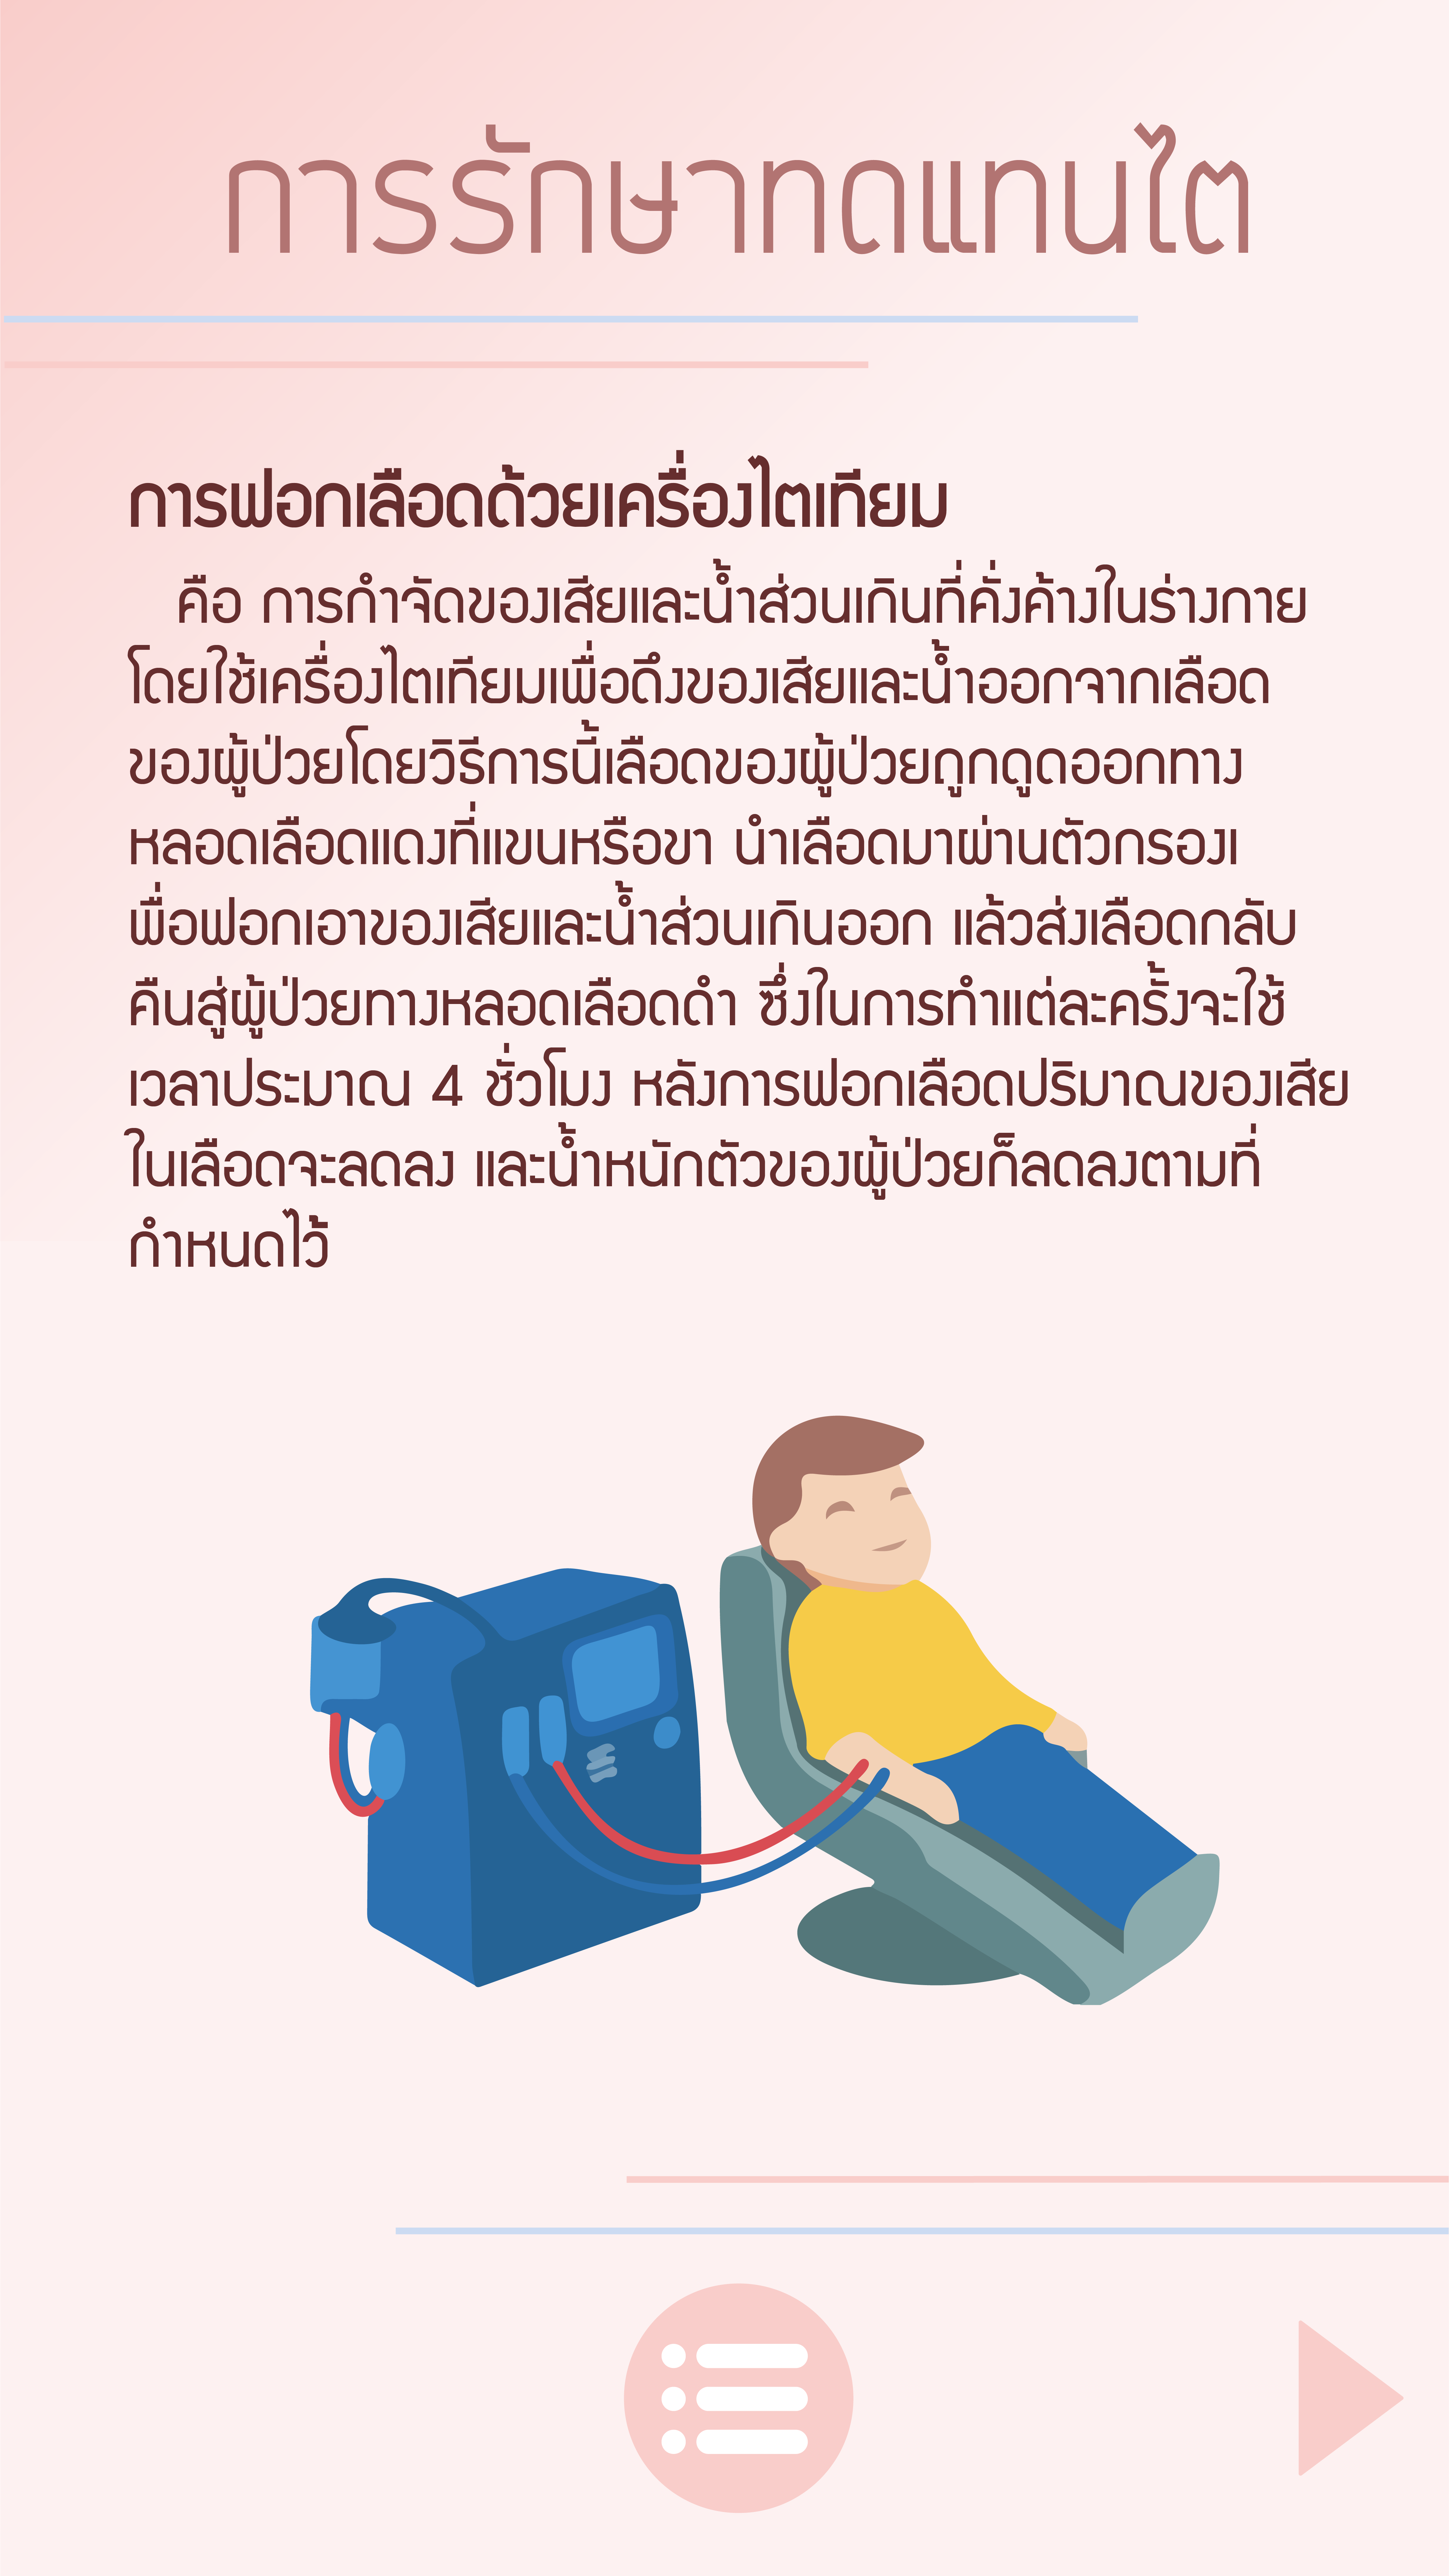 การรักษาทดแทนไต
การฟอกเลือดด้วยเครื่องไตเทียม
คือ การกำจัดของเสียและน้ำส่วนเกินที่คั่งค้างในร่างกาย
โดยใช้เครื่องไตเทียมเพื่อดึงของเสียและน้ำออกจากเลือด
ของผู้ป่วยโดยวิธีการนี้เลือดของผู้ป่วยถูกดูดออกทาง
หลอดเลือดแดงที่แขนหรือขา นำเลือดมาผ่านตัวกรองเ
พื่อฟอกเอาของเสียและน้ำส่วนเกินออก แล้วส่งเลือดกลับ
คืนสู่ผู้ป่วยทางหลอดเลือดดำ ซึ่งในการทำแต่ละครั้งจะใช้
เวลาประมาณ 4 ชั่วโมง หลังการฟอกเลือดปริมาณของเสีย
ในเลือดจะลดลง และน้ำหนักตัวของผู้ป่วยก็ลดลงตามที่
กำหนดไว้